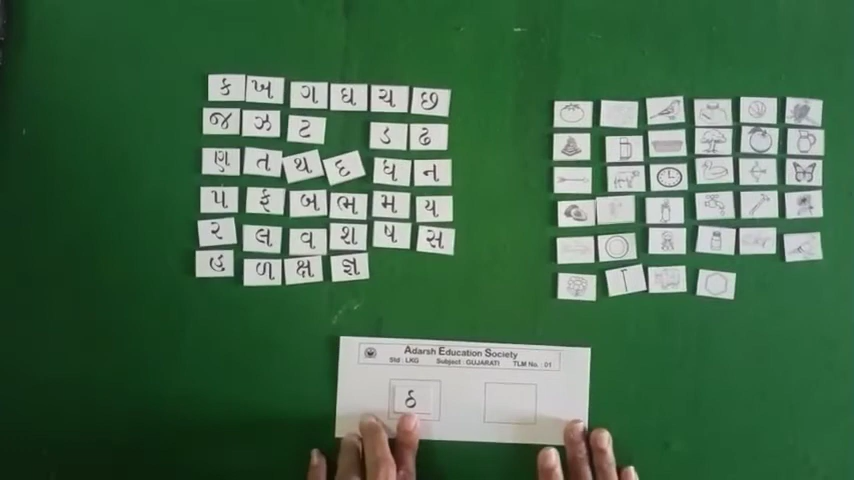 ક ખ ગ ઘ ચ છ
જ ઝ ટ ડ ઢ
ણ ત થ દ ધ ન
પ ફ બ ભ મ ય
ર લ વ શ ષ સ
હ ળ ક્ષ જ્ઞ
Adarsh Education Society
Std : LKG Subject : GUJARATI TLM No. : 01
ઠ